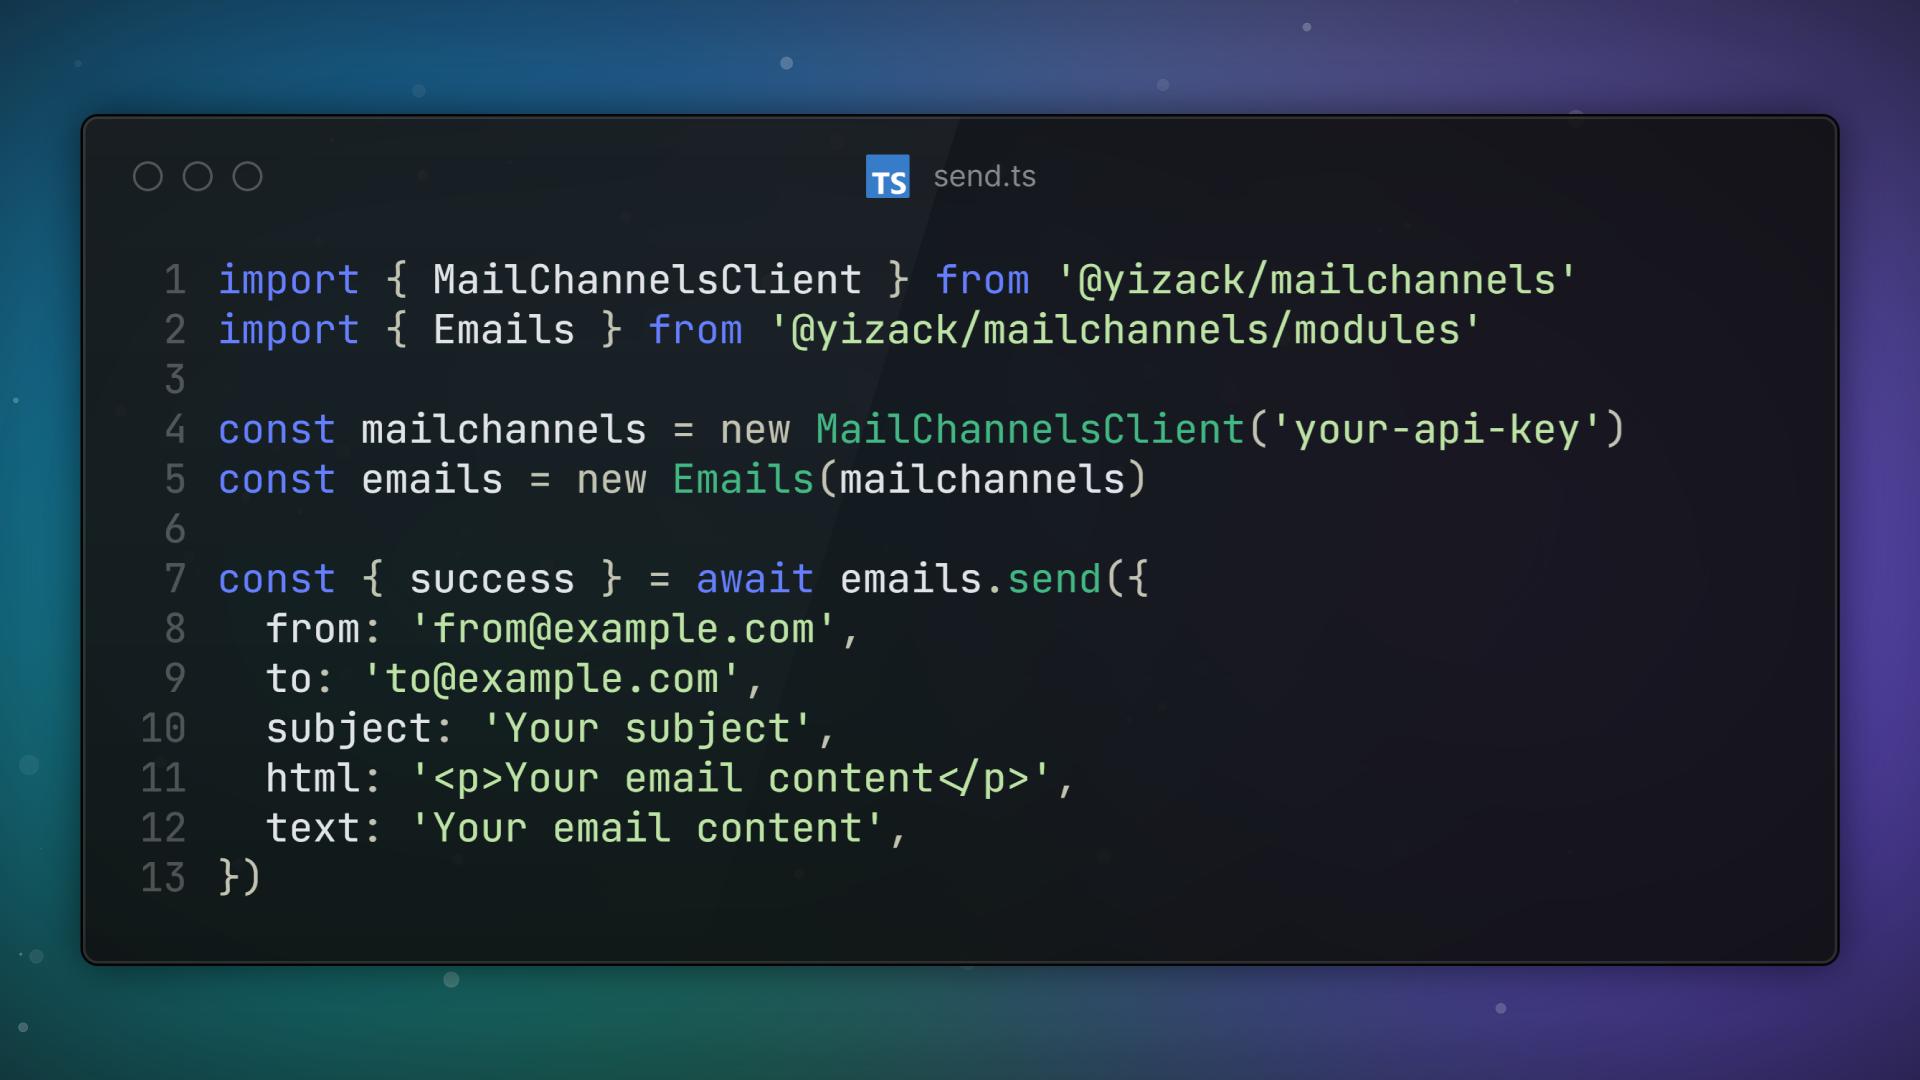 TS send.ts
1 import { MailChannelsClient } from '@yizack/mailchannels'
2 import { Emails } from '@yizack/mailchannels/modules'
3
4 const mailchannels = new MailChannelsClient('your-api-key')
5 const emails = new Emails(mailchannels)
6
7 const { success } = await emails.send({
8   from: 'from@example.com',
9   to: 'to@example.com',
10   subject: 'Your subject',
11   html: '<p>Your email content</p>',
12   text: 'Your email content',
13 })